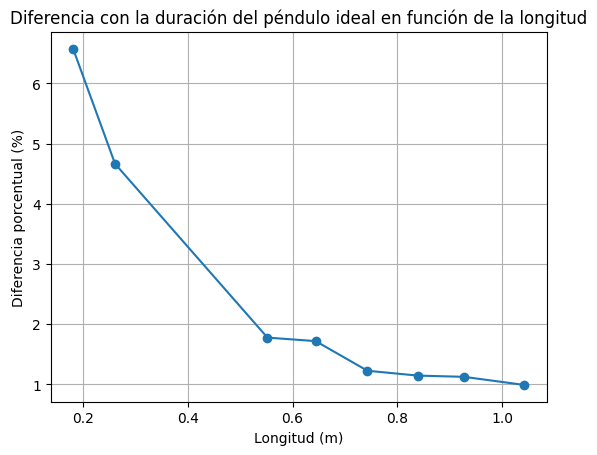 Diferencia con la duración del péndulo ideal en función de la longitud
Diferencia porcentual (%)
6
5
4
3
2
1
0.2 0.4 0.6 0.8 1.0
Longitud (m)